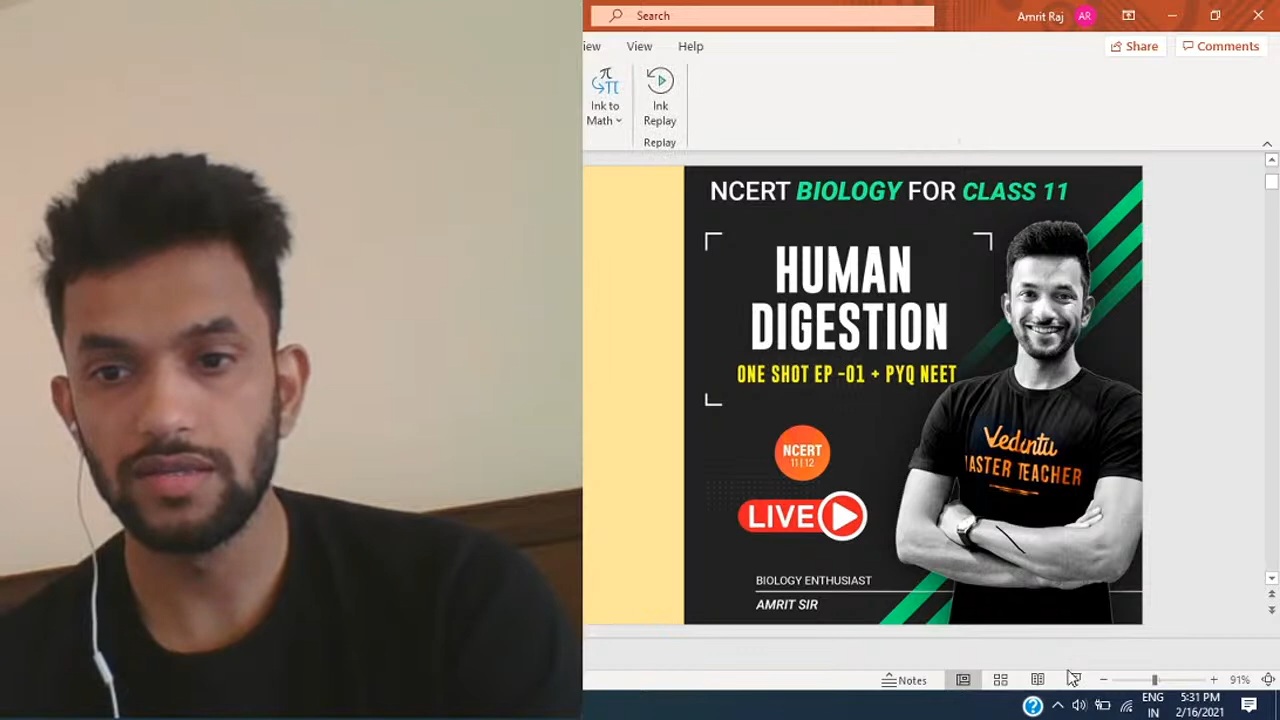 Search
Amrit Raj
AR
iew
View
Help
Share
Comments
π
Ink to
Math
Ink
Replay
Replay
NCERT BIOLOGY FOR CLASS 11
HUMAN
DIGESTION
ONE SHOT EP -01 + PYQ NEET
Vedantu
MASTER TEACHER
NCERT
11|12
LIVE
BIOLOGY ENTHUSIAST
AMRIT SIR
Notes
91%
ENG
IN
5:31 PM
2/16/2021